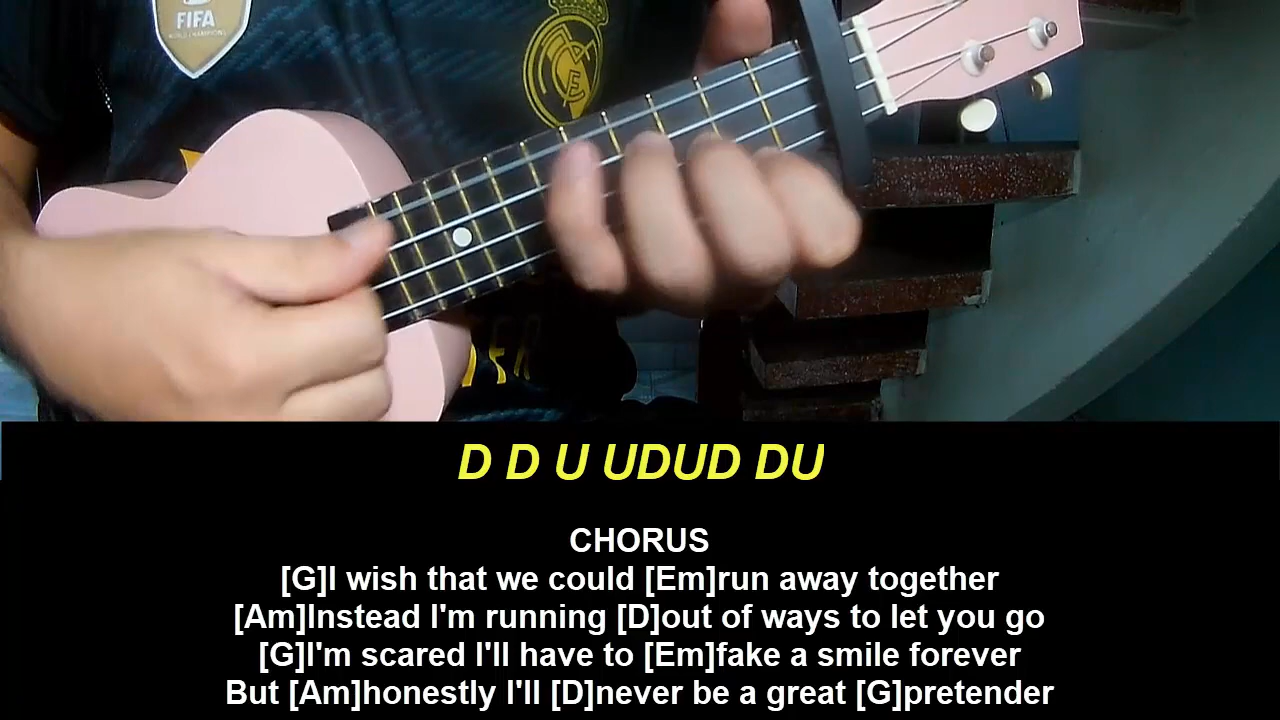 FIFA
WORLD CHAMPIONS
D D U UDUD DU
CHORUS
[G]I wish that we could [Em]run away together
[Am]Instead I'm running [D]out of ways to let you go
[G]I'm scared I'll have to [Em]fake a smile forever
But [Am]honestly I'll [D]never be a great [G]pretender